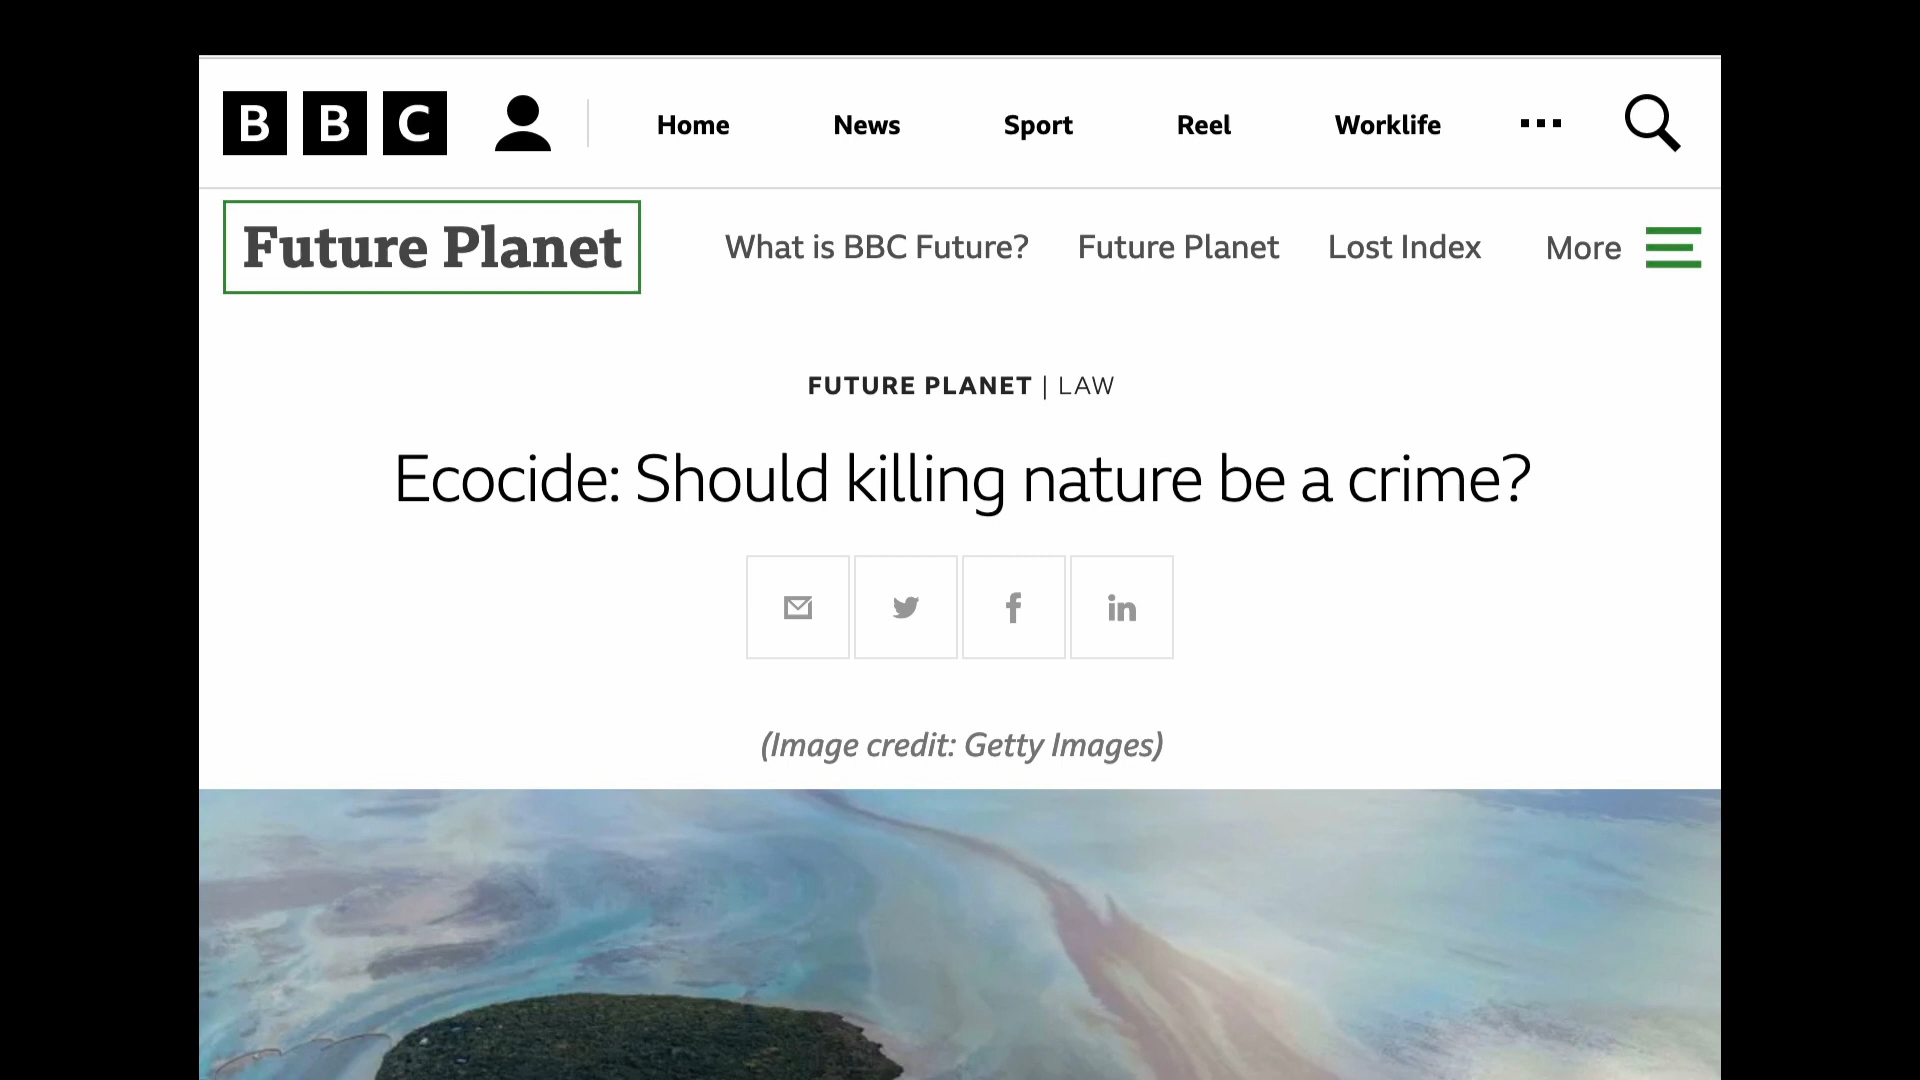 BBC
Home News Sport Reel Worklife
Future Planet
What is BBC Future? Future Planet Lost Index More
FUTURE PLANET | LAW
Ecocide: Should killing nature be a crime?
(Image credit: Getty Images)